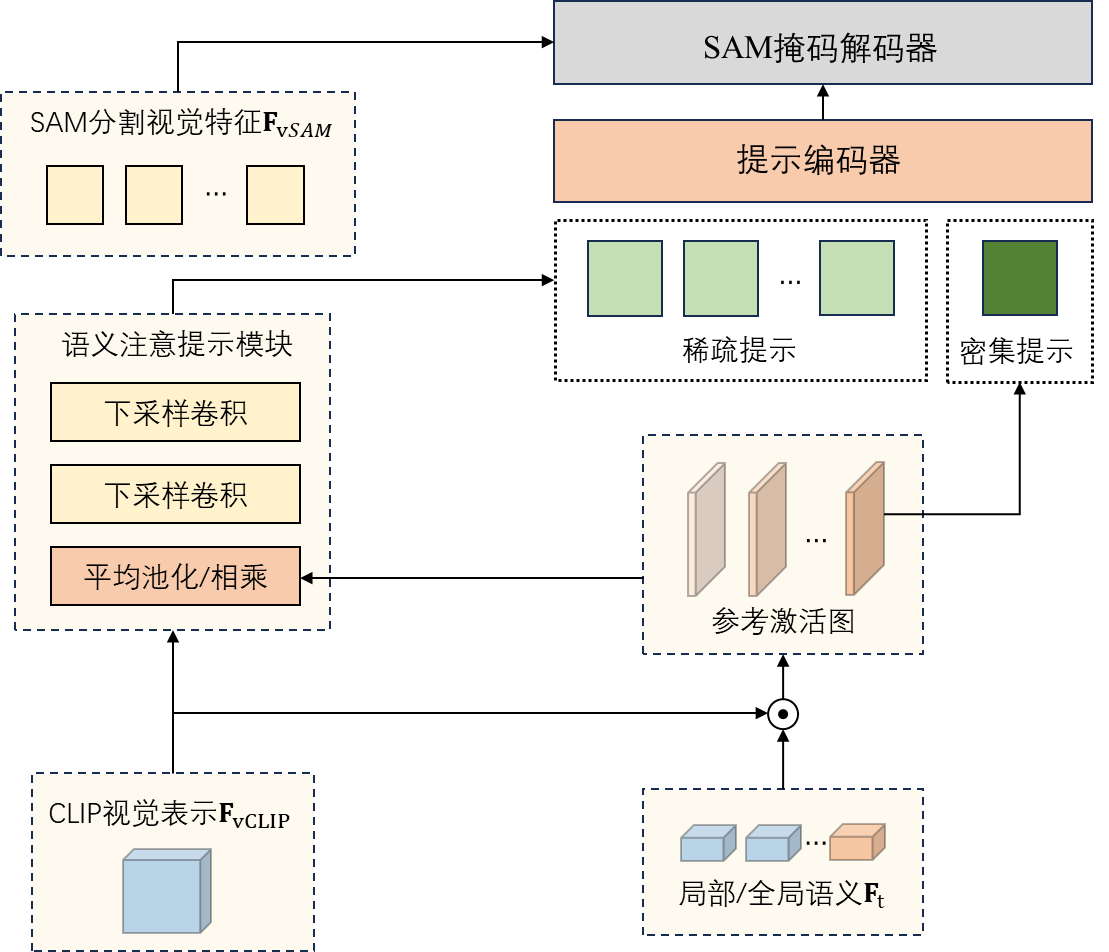 SAM掩码解码器
SAM分割视觉特征FvSAM
...
提示编码器
...
稀疏提示
密集提示
语义注意提示模块
下采样卷积
下采样卷积
平均池化/相乘
...
参考激活图
CLIP视觉表示FvCLIP
...
局部/全局语义Ft